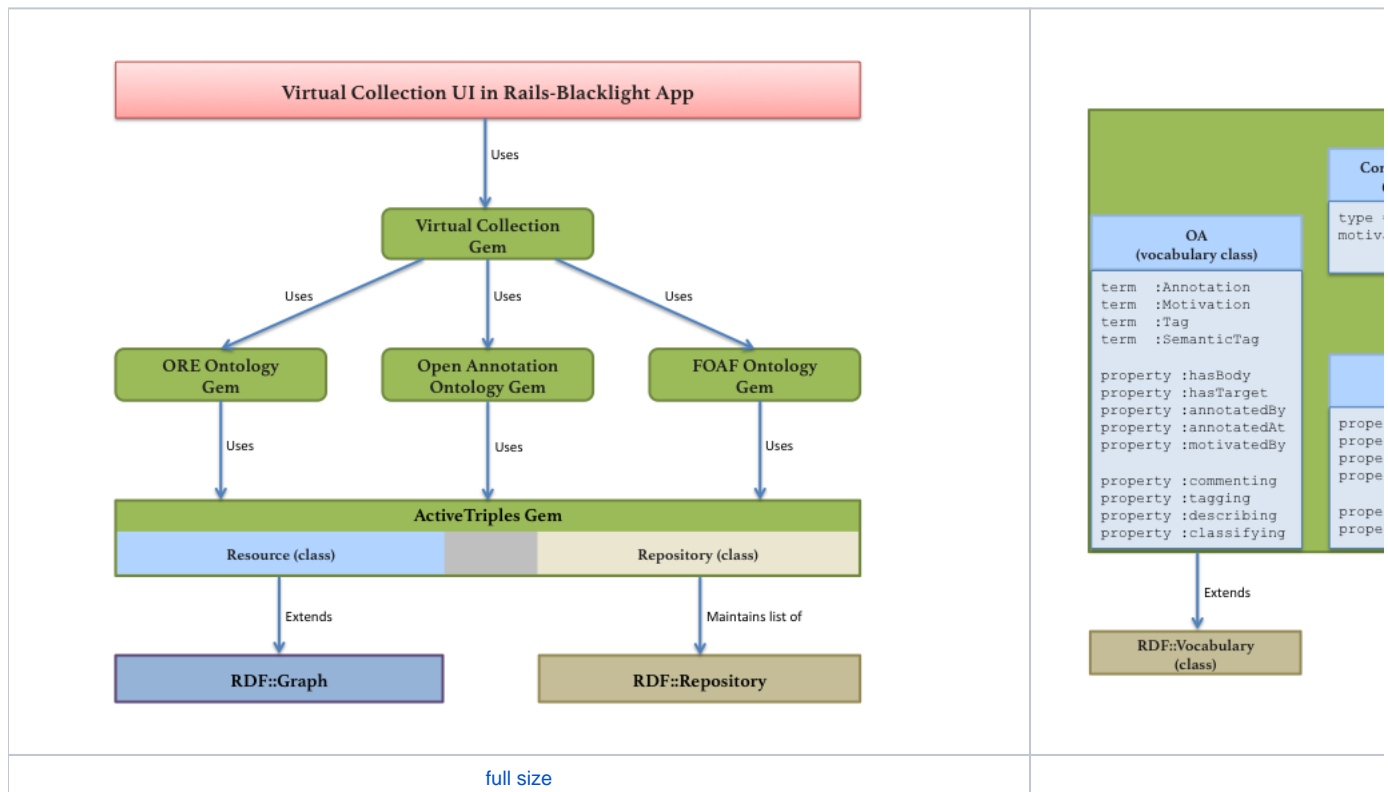 Virtual Collection UI in Rails-Blacklight App
Uses
Virtual Collection
Gem
Uses
Uses
Uses
ORE Ontology
Gem
Open Annotation
Ontology Gem
FOAF Ontology
Gem
Uses
Uses
Uses
ActiveTriples Gem
Resource (class)
Repository (class)
Extends
Maintains list of
RDF::Graph
RDF::Repository
full size
OA
(vocabulary class)
term :Annotation
term :Motivation
term :Tag
term :SemanticTag
property :hasBody
property :hasTarget
property :annotatedBy
property :annotatedAt
property :motivatedBy
property :commenting
property :tagging
property :describing
property :classifying
Extends
RDF::Vocabulary
(class)
type